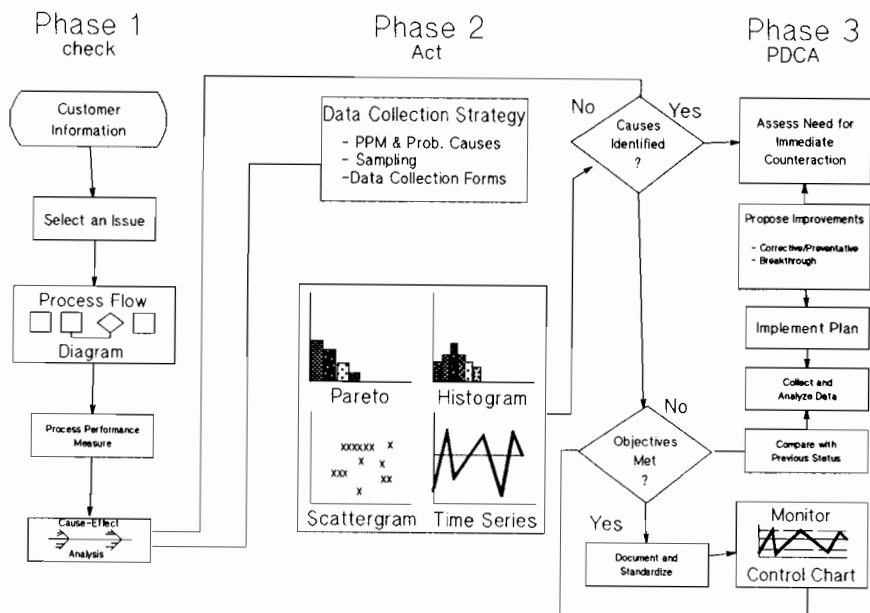 Phase 1
check
Customer
Information
Select an Issue
Process Flow
Diagram
Process Performance
Measure
Cause-Effect
Analysis
Phase 2
Act
Data Collection Strategy
- PPM & Prob. Causes
- Sampling
-Data Collection Forms
Pareto
Histogram
xxxxxx
x
x
x
xxx
x
xx
x
Scattergram
Time Series
No
Yes
Causes
Identified
?
No
Objectives
Met
?
Yes
Document and
Standardize
Phase 3
PDCA
Assess Need for
Immediate
Counteraction
Propose Improvements
- Corrective/Preventative
- Breakthrough
Implement Plan
Collect and
Analyze Data
Compare with
Previous Status
Monitor
Control Chart